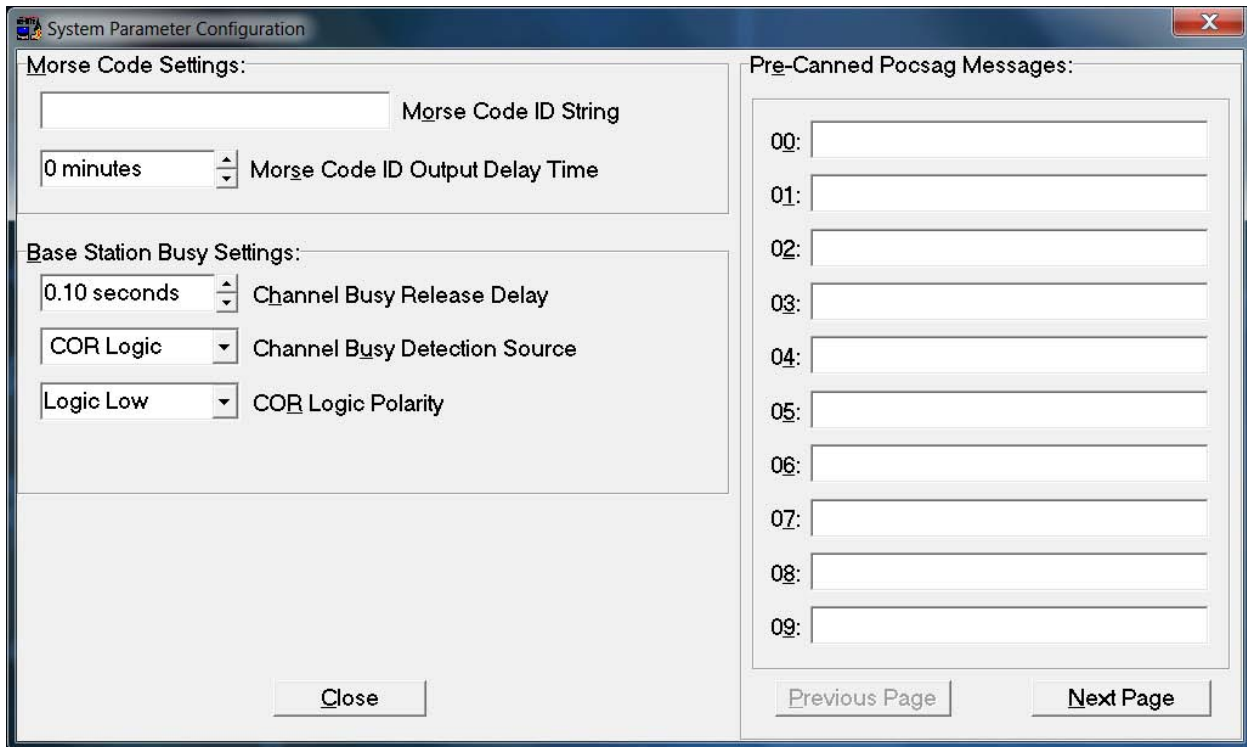 System Parameter Configuration
Morse Code Settings:
Morse Code ID String
0 minutes Morse Code ID Output Delay Time
Base Station Busy Settings:
0.10 seconds Channel Busy Release Delay
COR Logic Channel Busy Detection Source
Logic Low COR Logic Polarity
Close
Pre-Canned Pocsag Messages:
00:
01:
02:
03:
04:
05:
06:
07:
08:
09:
Previous Page Next Page